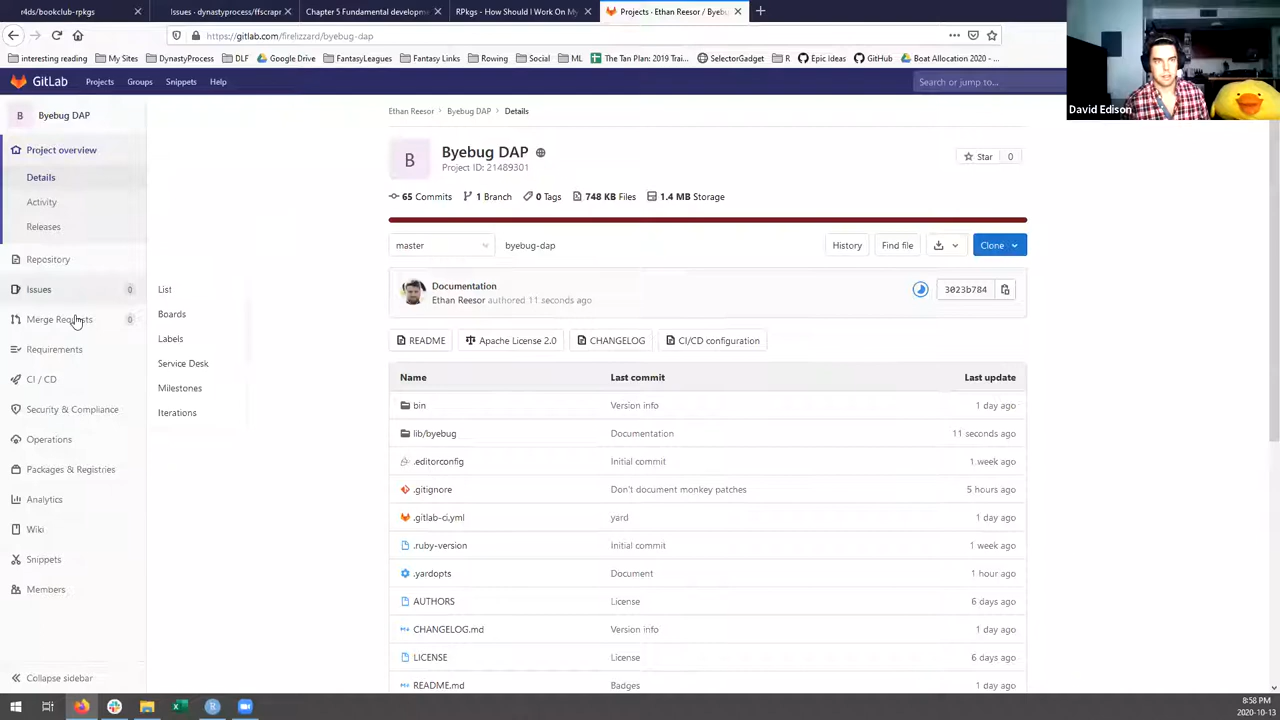 r4ds/bookclub-rpkgs
Issues · dynastyprocess/ffscrapr
Chapter 5 Fundamental developm
RPkgs - How Should I Work On My
Projects · Ethan Reesor / Byebu
https://gitlab.com/firelizzard/byebug-dap
interesting reading
My Sites
DynastyProcess
DLF
Google Drive
FantasyLeagues
Fantasy Links
Rowing
Social
ML
The Tan Plan: 2019 Trai...
SelectorGadget
R
Epic Ideas
GitHub
Boat Allocation 2020 - ...
GitLab
Projects
Groups
Snippets
Help
Search or jump to...
David Edison
B
Byebug DAP
Project overview
Details
Activity
Releases
Repository
Issues
0
Merge Requests
0
Requirements
CI / CD
Security & Compliance
Operations
Packages & Registries
Analytics
Wiki
Snippets
Members
Collapse sidebar
List
Boards
Labels
Service Desk
Milestones
Iterations
Ethan Reesor › Byebug DAP › Details
B
Byebug DAP
Project ID: 21489301
Star
0
65 Commits
1 Branch
0 Tags
748 KB Files
1.4 MB Storage
master
byebug-dap
History
Find file
Clone
Documentation
Ethan Reesor authored 11 seconds ago
3023b784
README
Apache License 2.0
CHANGELOG
CI/CD configuration
Name Last commit Last update
bin Version info 1 day ago
lib/byebug Documentation 11 seconds ago
.editorconfig Initial commit 1 week ago
.gitignore Don't document monkey patches 5 hours ago
.gitlab-ci.yml yard 1 day ago
.ruby-version Initial commit 1 week ago
.yardopts Document 1 hour ago
AUTHORS License 6 days ago
CHANGELOG.md Version info 1 day ago
LICENSE License 6 days ago
README.md Badges 1 day ago
8:58 PM
2020-10-13